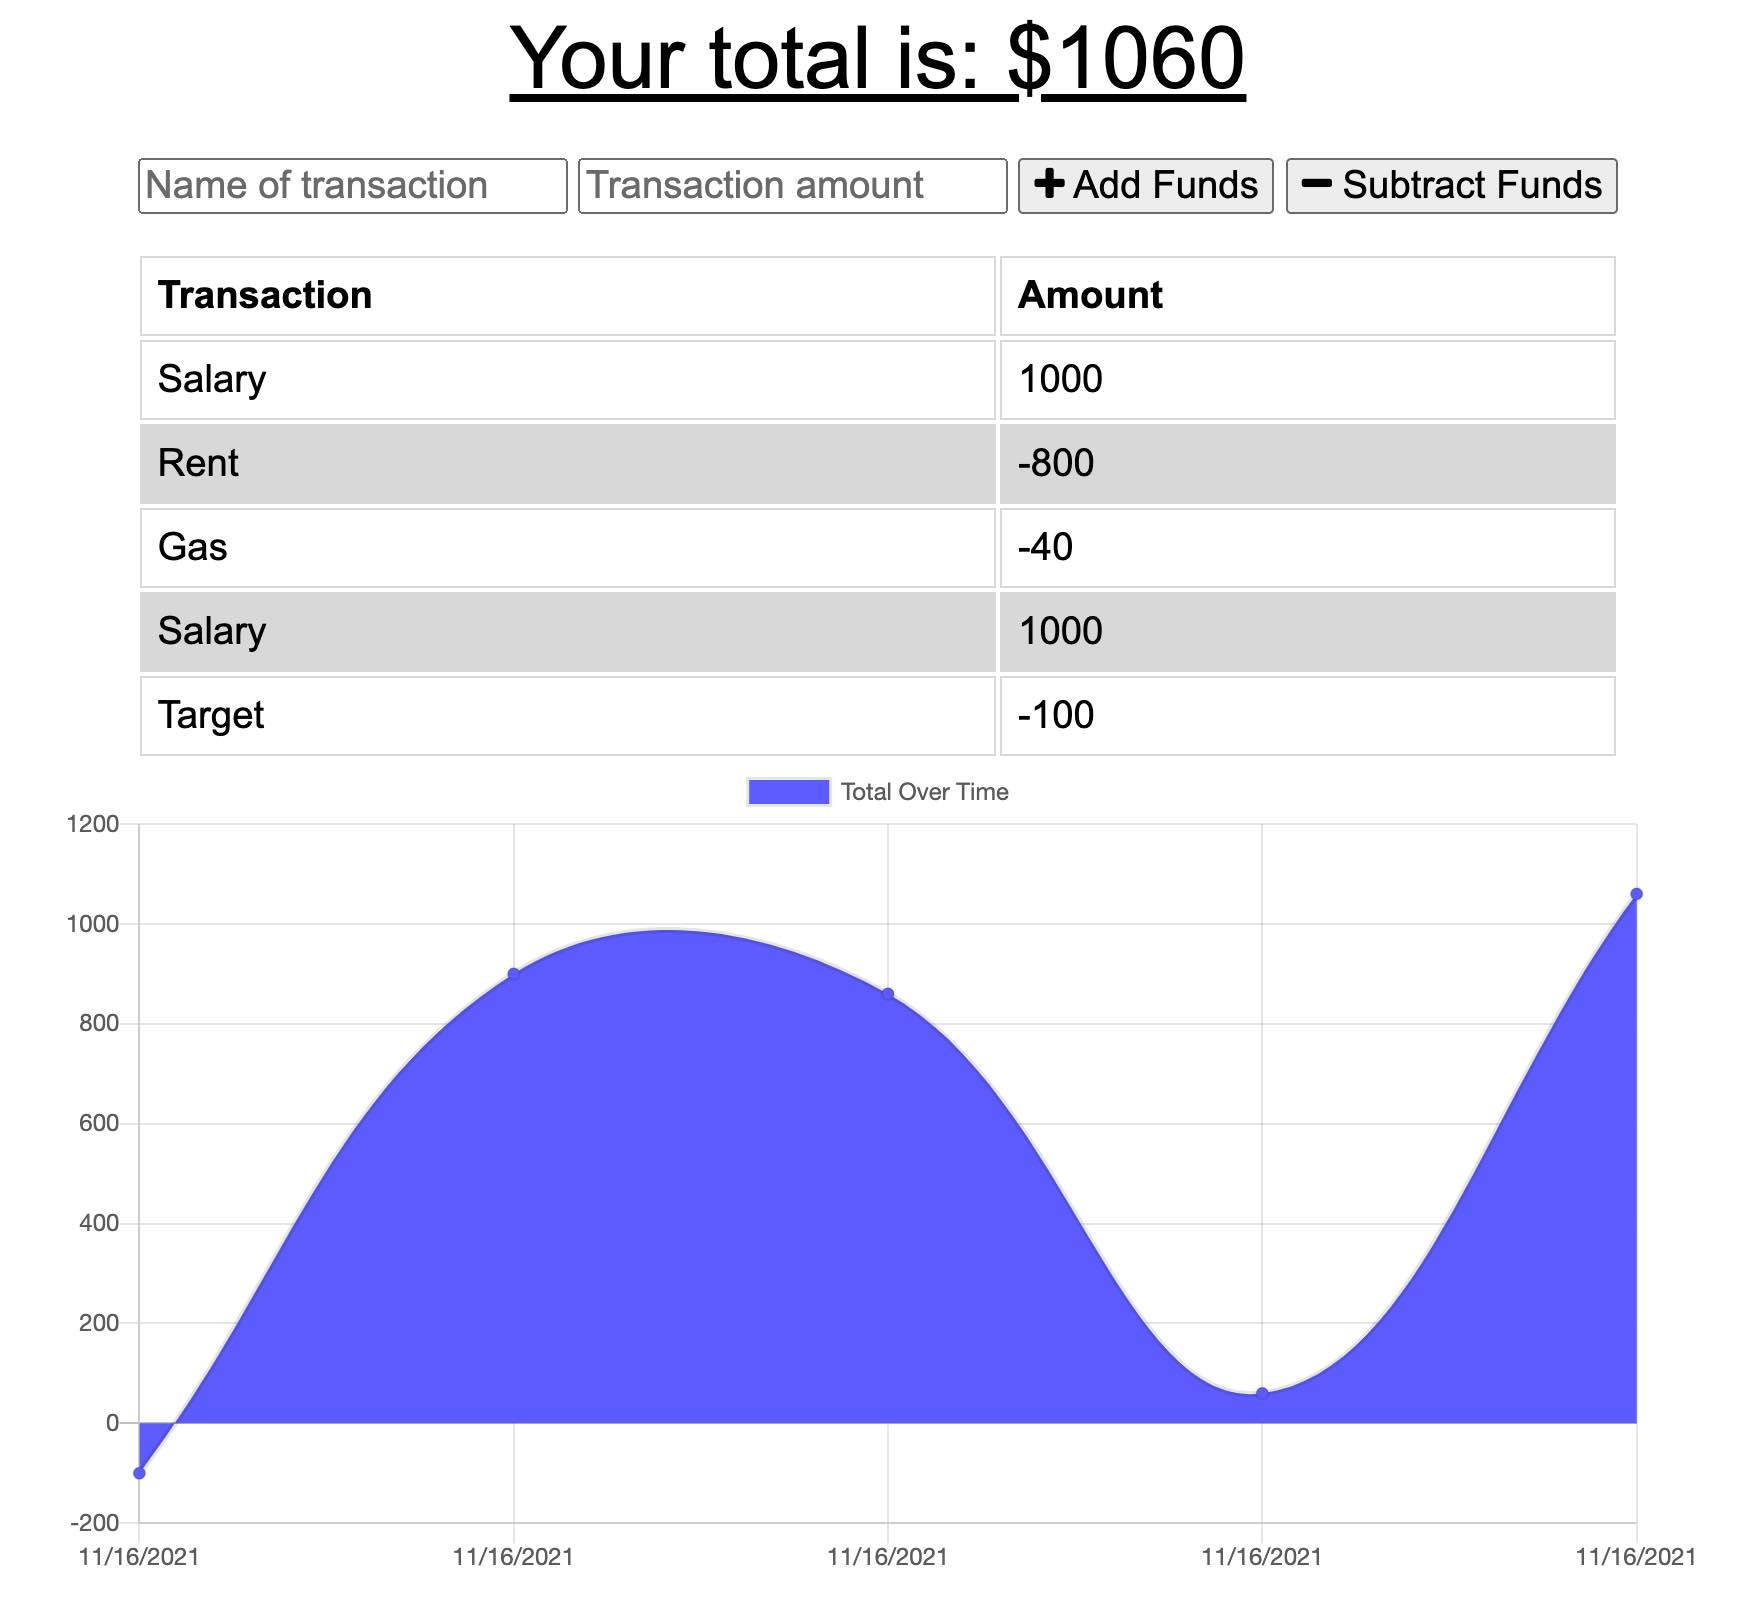 Your total is: $1060
Name of transaction Transaction amount Add Funds Subtract Funds
Transaction Amount
Salary 1000
Rent -800
Gas -40
Salary 1000
Target -100
Total Over Time
1200
1000
800
600
400
200
0
-200
11/16/2021 11/16/2021 11/16/2021 11/16/2021 11/16/2021